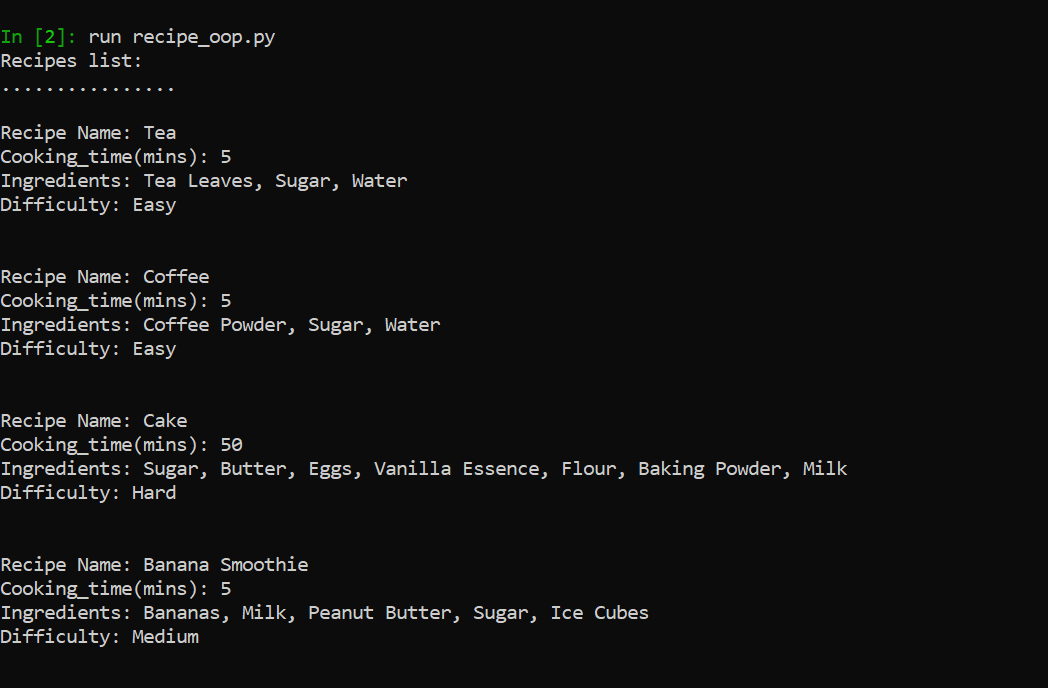 In [2]: run recipe_oop.py
Recipes list:
................
Recipe Name: Tea
Cooking_time(mins): 5
Ingredients: Tea Leaves, Sugar, Water
Difficulty: Easy
Recipe Name: Coffee
Cooking_time(mins): 5
Ingredients: Coffee Powder, Sugar, Water
Difficulty: Easy
Recipe Name: Cake
Cooking_time(mins): 50
Ingredients: Sugar, Butter, Eggs, Vanilla Essence, Flour, Baking Powder, Milk
Difficulty: Hard
Recipe Name: Banana Smoothie
Cooking_time(mins): 5
Ingredients: Bananas, Milk, Peanut Butter, Sugar, Ice Cubes
Difficulty: Medium